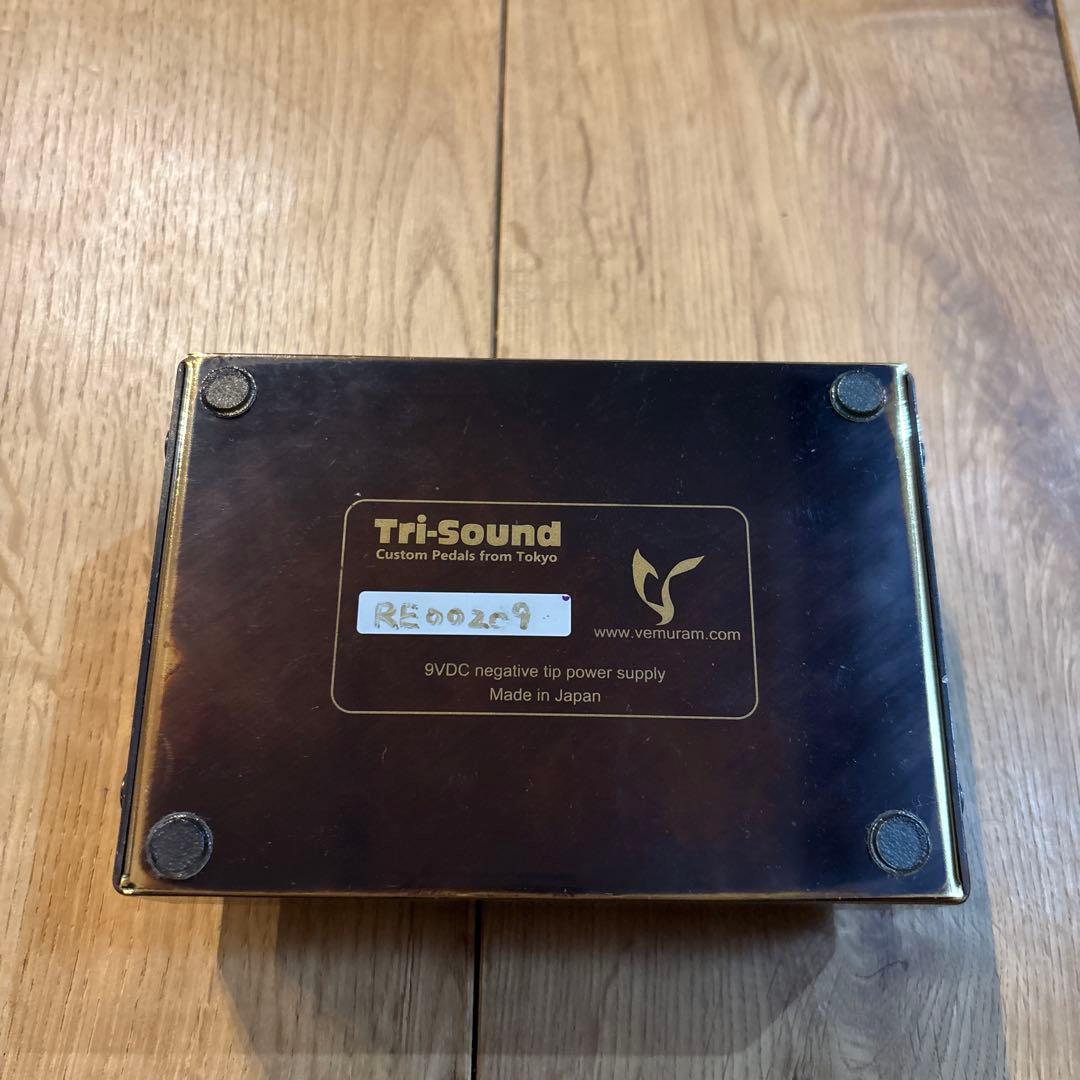 Tri-Sound
Custom Pedals from Tokyo
RE00209
www.vemuram.com
9VDC negative tip power supply
Made in Japan